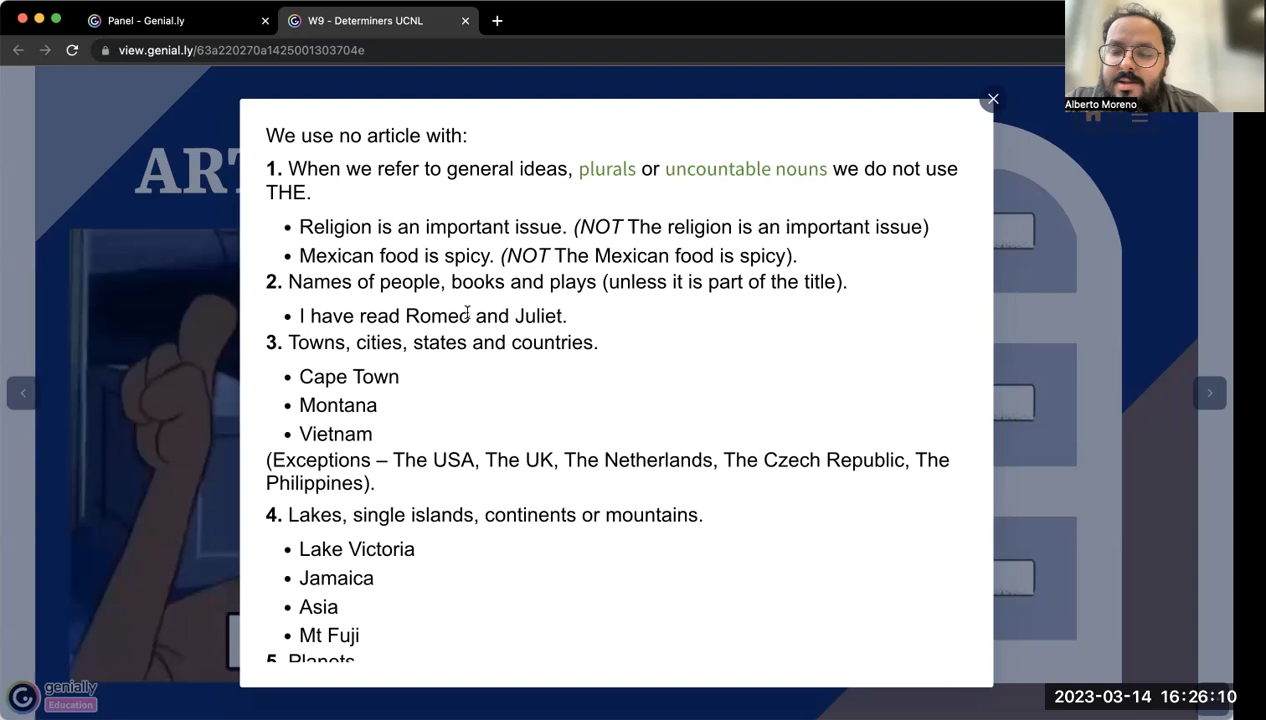 Panel - Genial.ly
W9 - Determiners UCNL
view.genial.ly/63a220270a1425001303704e
Alberto Moreno
We use no article with:
1. When we refer to general ideas, plurals or uncountable nouns we do not use
THE.
• Religion is an important issue. (NOT The religion is an important issue)
• Mexican food is spicy. (NOT The Mexican food is spicy).
2. Names of people, books and plays (unless it is part of the title).
• I have read Romeo and Juliet.
3. Towns, cities, states and countries.
• Cape Town
• Montana
• Vietnam
(Exceptions – The USA, The UK, The Netherlands, The Czech Republic, The
Philippines).
4. Lakes, single islands, continents or mountains.
• Lake Victoria
• Jamaica
• Asia
• Mt Fuji
5. Planets
genially
Education
2023-03-14 16:26:10